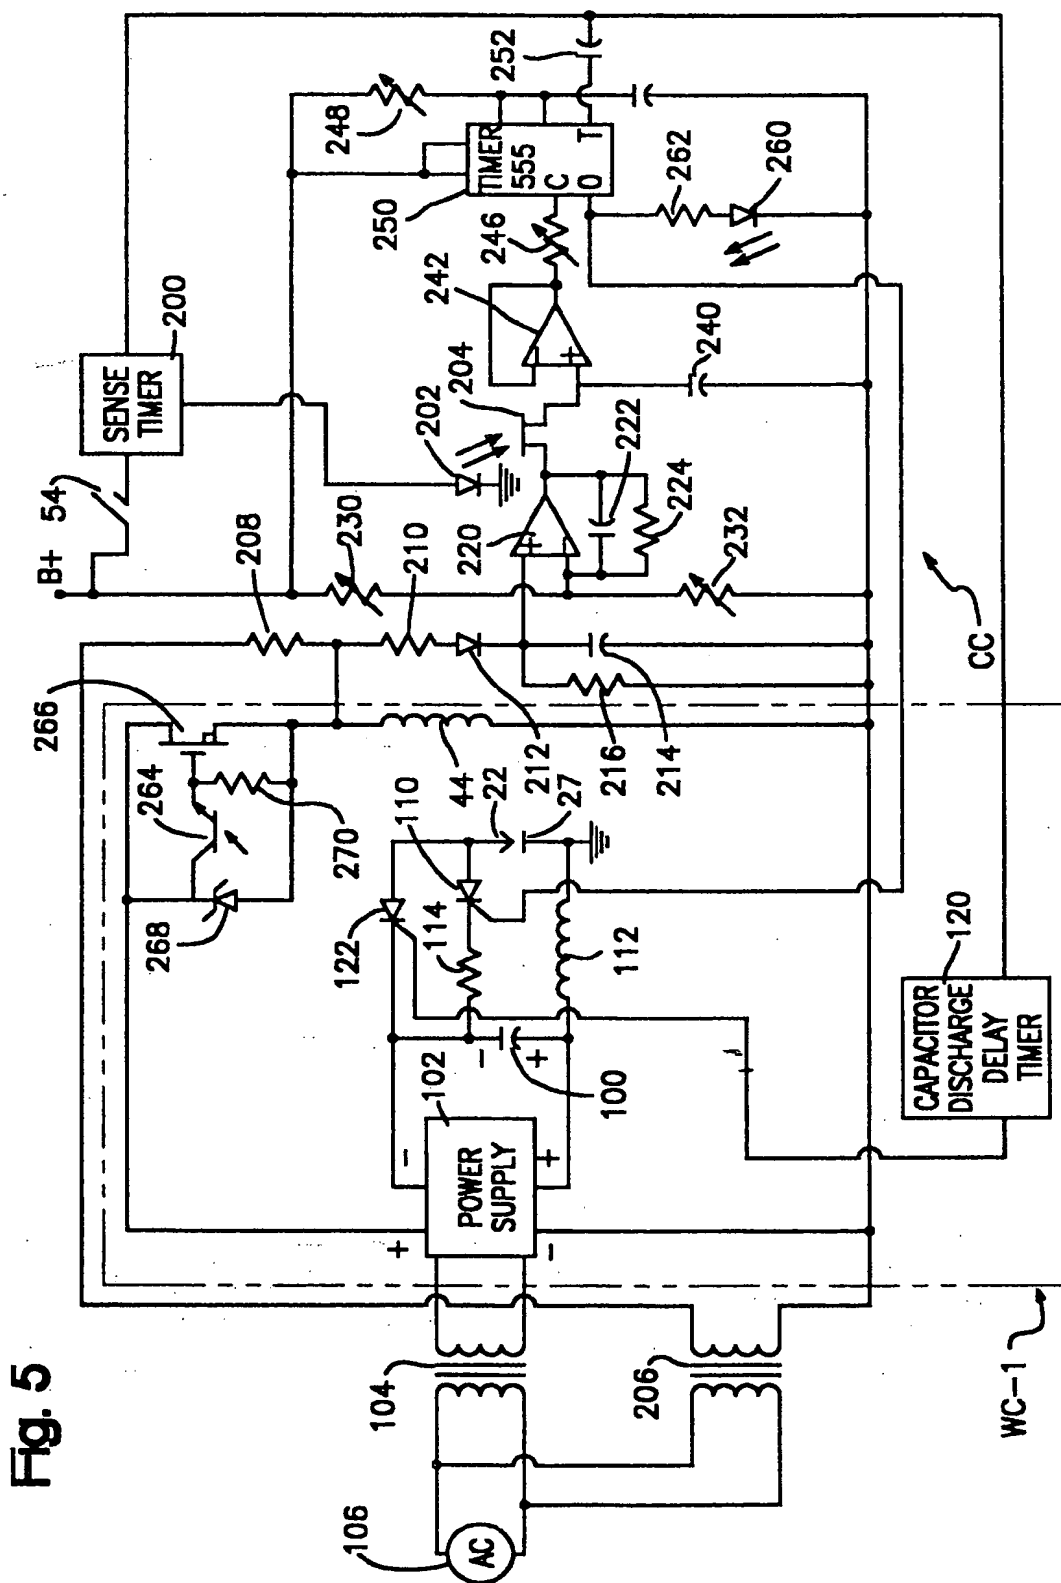 Fig. 5
B+
54
SENSE
TIMER
200
208
230
210
202
204
220
222
224
232
242
240
246
248
250
TIMER
555
C
O
T
252
262
260
266
264
270
268
44
212
216
214
122
110
114
22
27
112
102
POWER
SUPPLY
+
-
-
+
-
+
100
104
106
AC
206
CAPACITOR
DISCHARGE
DELAY
TIMER
120
CC
WC-1